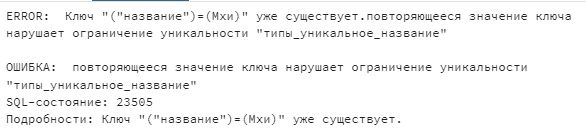 ERROR:  Ключ "("название")=(Мхи)" уже существует.повторяющееся значение ключа
нарушает ограничение уникальности "типы_уникальное_название"
ОШИБКА:  повторяющееся значение ключа нарушает ограничение уникальности
"типы_уникальное_название"
SQL-состояние: 23505
Подробности: Ключ "("название")=(Мхи)" уже существует.